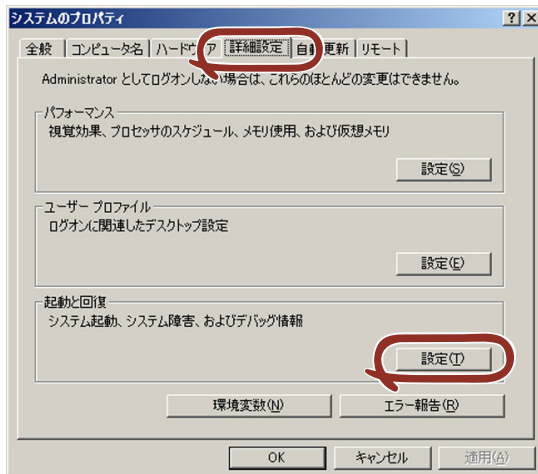 システムのプロパティ
全般 コンピュータ名 ハードウェア 詳細設定 自動更新 リモート
Administrator としてログオンしない場合は、これらのほとんどの変更はできません。
パフォーマンス
視覚効果、プロセッサのスケジュール、メモリ使用、および仮想メモリ
設定(S)
ユーザー プロファイル
ログオンに関連したデスクトップ設定
設定(E)
起動と回復
システム起動、システム障害、およびデバッグ情報
設定(T)
環境変数(N) エラー報告(R)
OK キャンセル 適用(A)